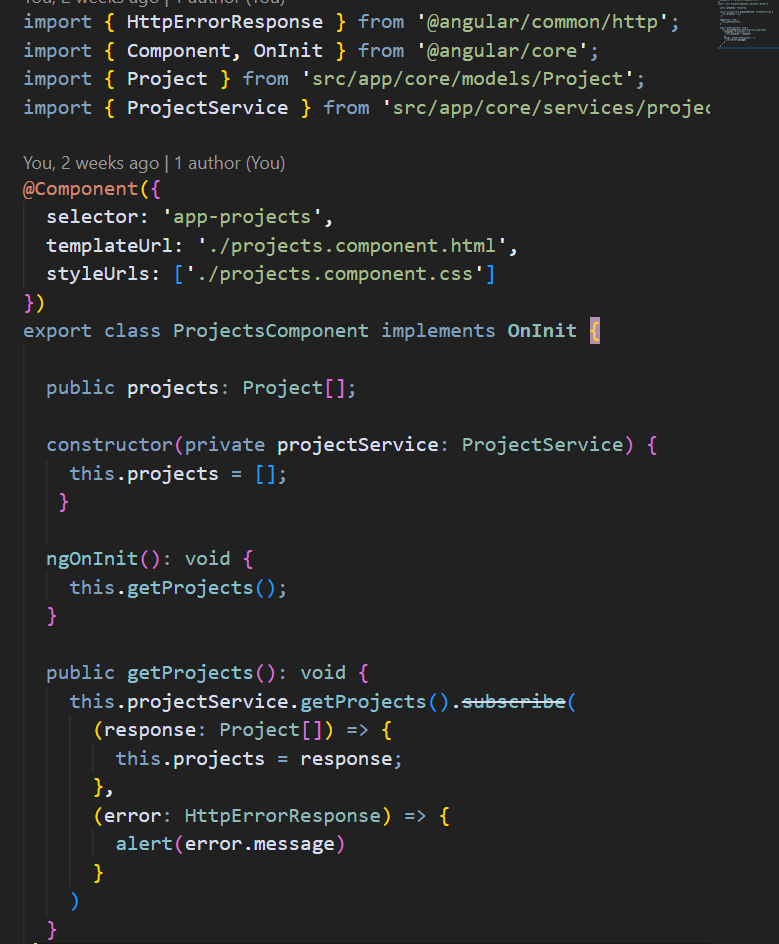 You, 2 weeks ago | 1 author (You)
import { HttpErrorResponse } from '@angular/common/http';
import { Component, OnInit } from '@angular/core';
import { Project } from 'src/app/core/models/Project';
import { ProjectService } from 'src/app/core/services/projec
You, 2 weeks ago | 1 author (You)
@Component({
  selector: 'app-projects',
  templateUrl: './projects.component.html',
  styleUrls: ['./projects.component.css']
})
export class ProjectsComponent implements OnInit {
  public projects: Project[];
  constructor(private projectService: ProjectService) {
    this.projects = [];
   }
  ngOnInit(): void {
    this.getProjects();
  }
  public getProjects(): void {
    this.projectService.getProjects().subscribe(
      (response: Project[]) => {
        this.projects = response;
      },
      (error: HttpErrorResponse) => {
        alert(error.message)
      }
    )
  }